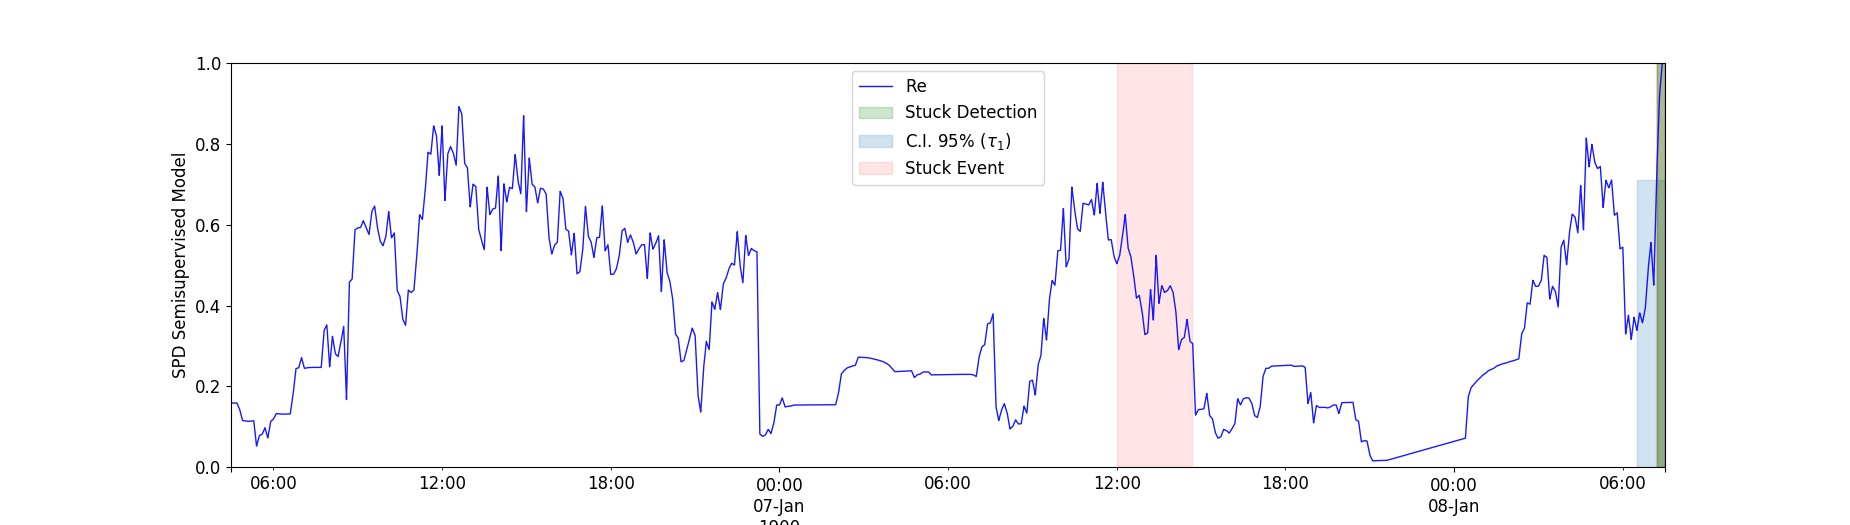 1.0
0.8
0.6
0.4
0.2
0.0
SPD Semisupervised Model
Re
Stuck Detection
C.I. 95% (τ₁)
Stuck Event
06:00 12:00 18:00 00:00 06:00 12:00 18:00 00:00 06:00
07-Jan 08-Jan